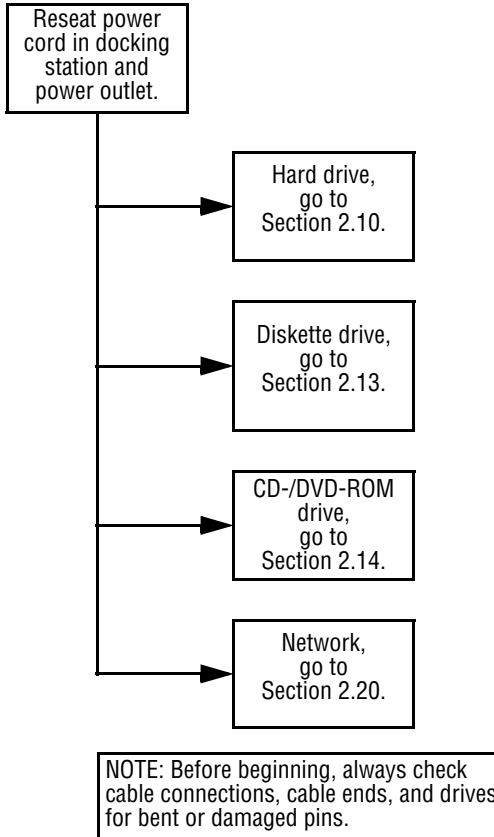 Reseat power
cord in docking
station and
power outlet.
Hard drive,
go to
Section 2.10.
Diskette drive,
go to
Section 2.13.
CD-/DVD-ROM
drive,
go to
Section 2.14.
Network,
go to
Section 2.20.
NOTE: Before beginning, always check
cable connections, cable ends, and drives
for bent or damaged pins.